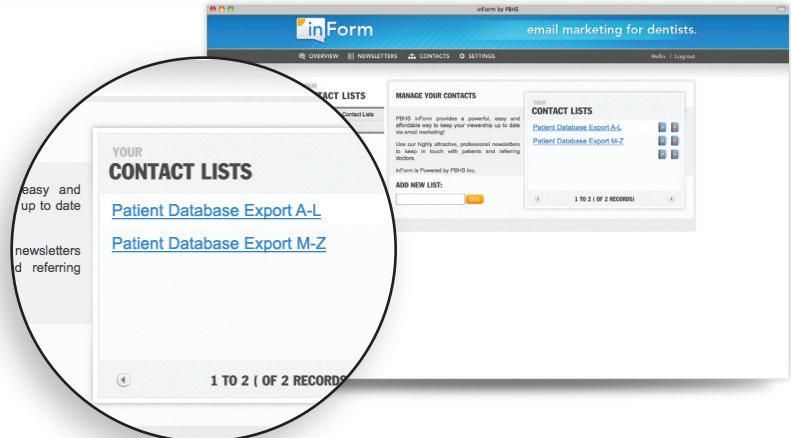 inForm by PBHS
inForm
email marketing for dentists.
OVERVIEW NEWSLETTERS CONTACTS SETTINGS
Hello | Log out
TACT LISTS
Contact Lists
MANAGE YOUR CONTACTS
PBHS inForm provides a powerful, easy and
affordable way to keep your viewership up to date
via email marketing!
Use our highly attractive, professional newsletters
to keep in touch with patients and referring
doctors.
inForm is Powered by PBHS Inc.
ADD NEW LIST:
GO!
YOUR
CONTACT LISTS
Patient Database Export A-L
Patient Database Export M-Z
1 TO 2 ( OF 2 RECORDS)
easy and
up to date
newsletters
d referring
YOUR
CONTACT LISTS
Patient Database Export A-L
Patient Database Export M-Z
1 TO 2 ( OF 2 RECORDS